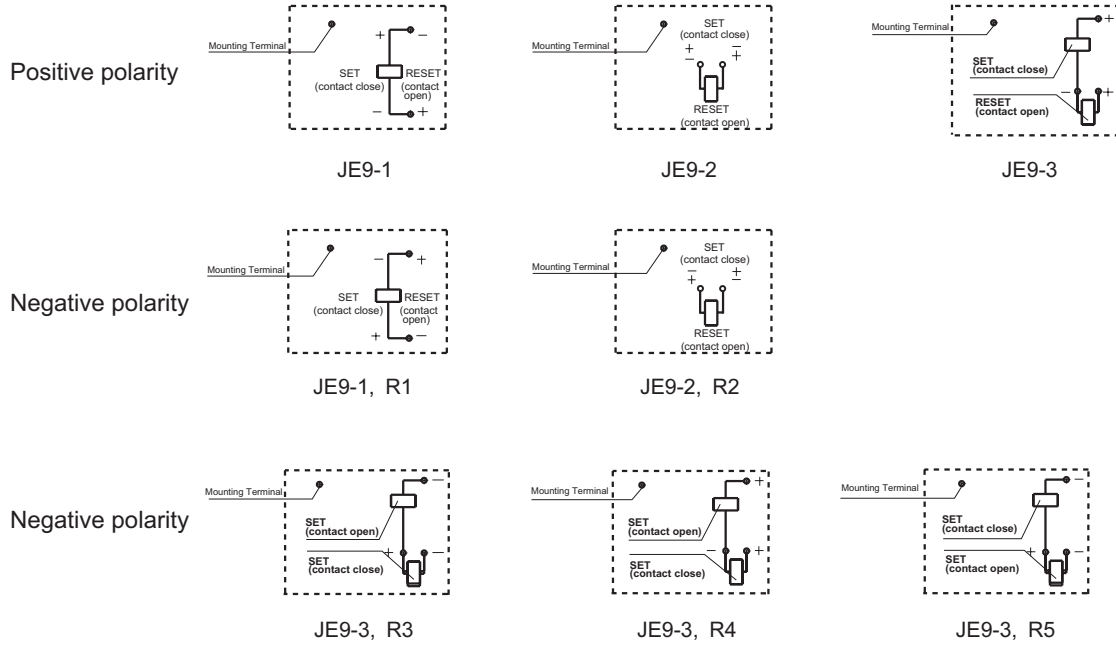 Positive polarity
Mounting Terminal
+ −
SET
(contact close)
RESET
(contact
open)
− +
JE9-1
Mounting Terminal
SET
(contact close)
+
−
−
+
RESET
(contact open)
JE9-2
Mounting Terminal
+
SET
(contact close)
− +
RESET
(contact open)
JE9-3
Negative polarity
Mounting Terminal
− +
SET
(contact close)
RESET
(contact
open)
+ −
JE9-1, R1
Mounting Terminal
SET
(contact close)
−
+
+
−
RESET
(contact open)
JE9-2, R2
Negative polarity
Mounting Terminal
−
SET
(contact open)
+ −
SET
(contact close)
JE9-3, R3
Mounting Terminal
+
SET
(contact open)
− +
SET
(contact close)
JE9-3, R4
Mounting Terminal
−
SET
(contact close)
+ −
SET
(contact open)
JE9-3, R5